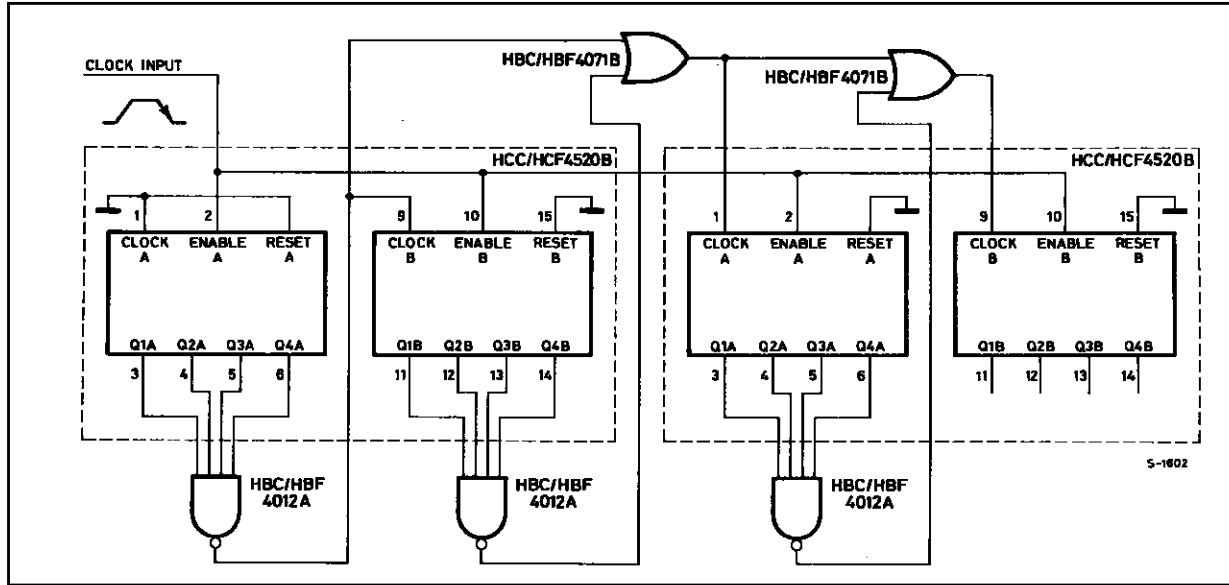 CLOCK INPUT
HBC/HBF4071B
HBC/HBF4071B
HCC/HCF4520B
HCC/HCF4520B
1 2
9 10 15
1 2
9 10 15
CLOCK A ENABLE A RESET A
CLOCK B ENABLE B RESET B
CLOCK A ENABLE A RESET A
CLOCK B ENABLE B RESET B
Q1A Q2A Q3A Q4A
Q1B Q2B Q3B Q4B
Q1A Q2A Q3A Q4A
Q1B Q2B Q3B Q4B
3 4 5 6
11 12 13 14
3 4 5 6
11 12 13 14
S-1602
HBC/HBF
4012A
HBC/HBF
4012A
HBC/HBF
4012A